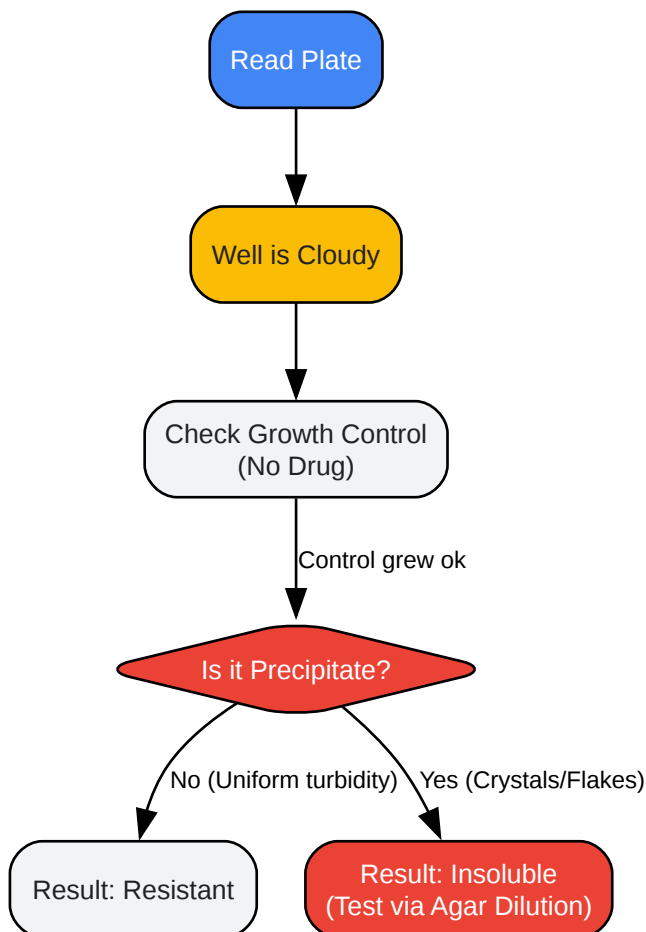 Read Plate
Well is Cloudy
Check Growth Control
(No Drug)
Control grew ok
Is it Precipitate?
No (Uniform turbidity)
Yes (Crystals/Flakes)
Result: Resistant
Result: Insoluble
(Test via Agar Dilution)